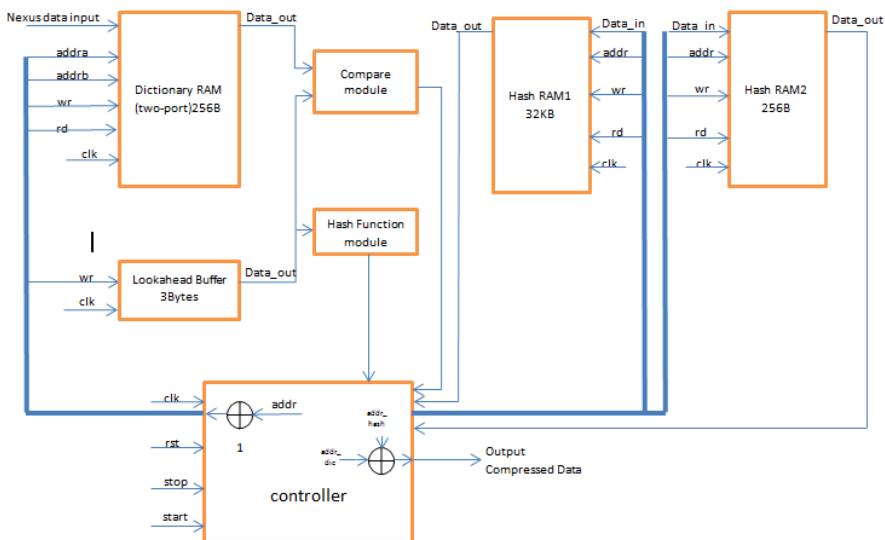 Nexus data input
addra
addrb
wr
rd
clk
Dictionary RAM
(two-port)256B
Data_out
Compare
module
Data_out
Hash RAM1
32KB
Data_in
addr
wr
rd
clk
Data_in
addr
wr
rd
clk
Hash RAM2
256B
Data_out
wr
clk
Lookahead Buffer
3Bytes
Data_out
Hash Function
module
clk
rst
stop
start
addr
1
addr_
hash
addr_
dic
controller
Output
Compressed Data